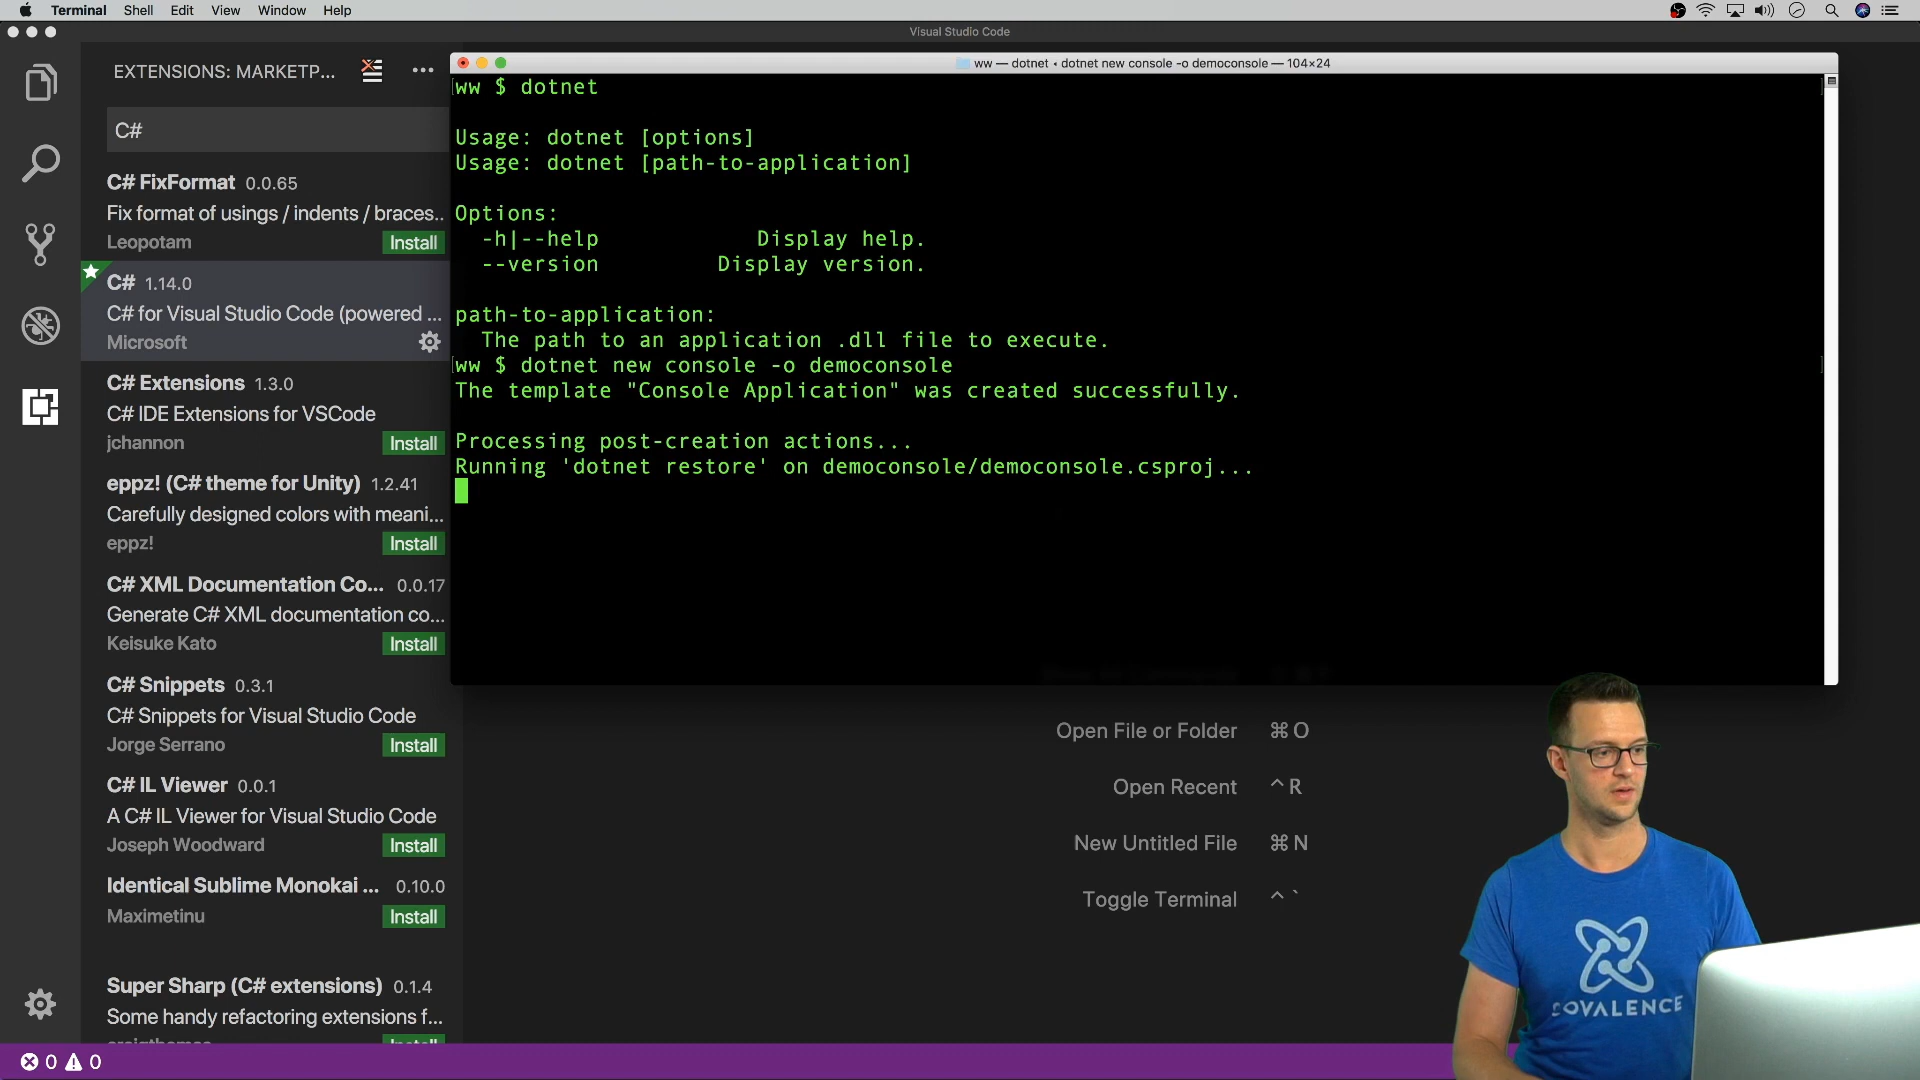 Terminal Shell Edit View Window Help
Visual Studio Code
EXTENSIONS: MARKETP...
C#
C# FixFormat 0.0.65
Fix format of usings / indents / braces...
Leopotam Install
C# 1.14.0
C# for Visual Studio Code (powered ...
Microsoft
C# Extensions 1.3.0
C# IDE Extensions for VSCode
jchannon Install
eppz! (C# theme for Unity) 1.2.41
Carefully designed colors with meani...
eppz! Install
C# XML Documentation Co... 0.0.17
Generate C# XML documentation co...
Keisuke Kato Install
C# Snippets 0.3.1
C# Snippets for Visual Studio Code
Jorge Serrano Install
C# IL Viewer 0.0.1
A C# IL Viewer for Visual Studio Code
Joseph Woodward Install
Identical Sublime Monokai ... 0.10.0
Maximetinu Install
Super Sharp (C# extensions) 0.1.4
Some handy refactoring extensions f...
0 0
ww — dotnet ◂ dotnet new console -o democonsole — 104×24
ww $ dotnet
Usage: dotnet [options]
Usage: dotnet [path-to-application]
Options:
-h|--help Display help.
--version Display version.
path-to-application:
The path to an application .dll file to execute.
ww $ dotnet new console -o democonsole
The template "Console Application" was created successfully.
Processing post-creation actions...
Running 'dotnet restore' on democonsole/democonsole.csproj...
Open File or Folder ⌘ O
Open Recent ^ R
New Untitled File ⌘ N
Toggle Terminal ^ `
COVALENCE